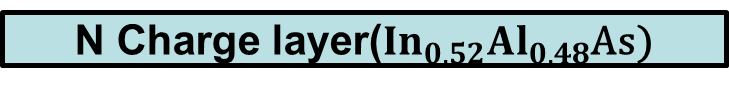 N Charge layer(In₀.₅₂Al₀.₄₈As)